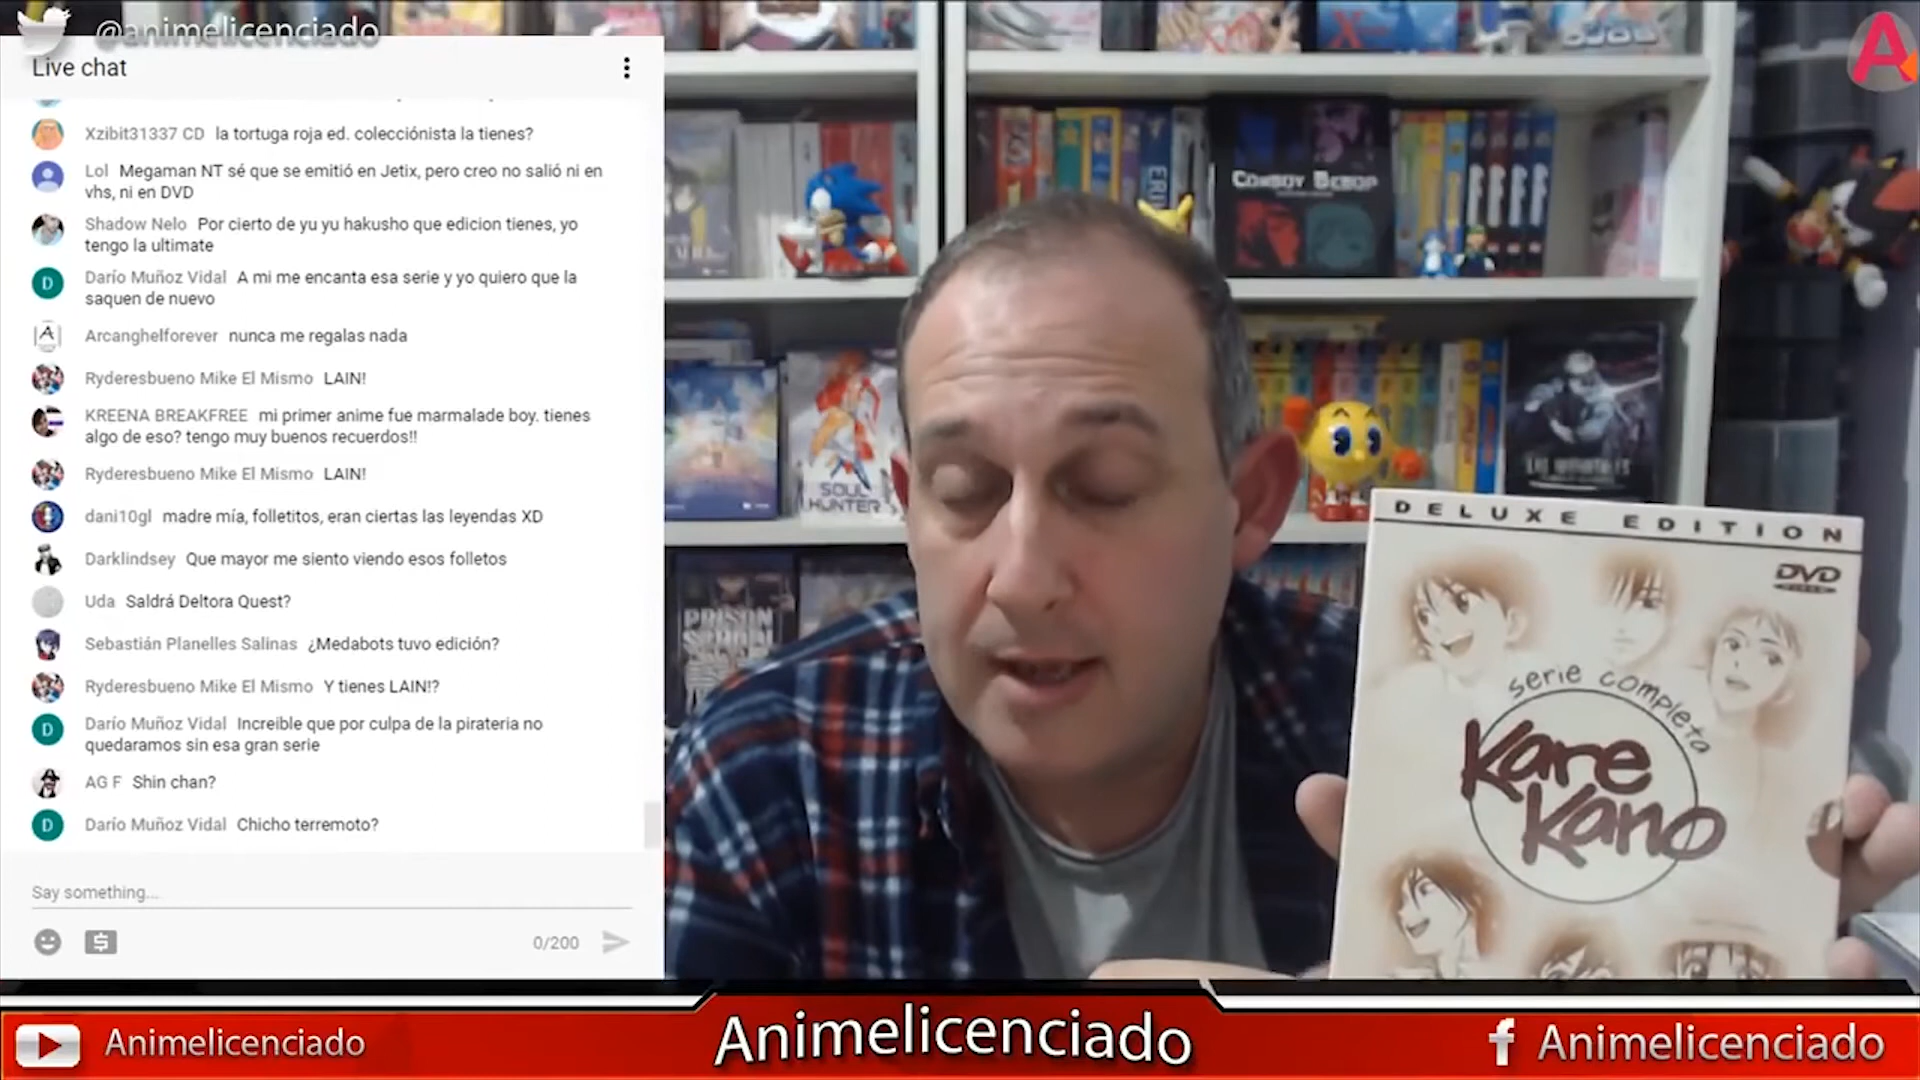 @animelicenciado
Live chat
Xzibit31337 CD la tortuga roja ed. colecciónista la tienes?
Lol Megaman NT sé que se emitió en Jetix, pero creo no salió ni en
vhs, ni en DVD
Shadow Nelo Por cierto de yu yu hakusho que edicion tienes, yo
tengo la ultimate
Darío Muñoz Vidal A mi me encanta esa serie y yo quiero que la
saquen de nuevo
Arcanghelforever nunca me regalas nada
Ryderesbueno Mike El Mismo LAIN!
KREENA BREAKFREE mi primer anime fue marmalade boy. tienes
algo de eso? tengo muy buenos recuerdos!!
Ryderesbueno Mike El Mismo LAIN!
dani10gl madre mía, folletitos, eran ciertas las leyendas XD
Darklindsey Que mayor me siento viendo esos folletos
Uda Saldrá Deltora Quest?
Sebastián Planelles Salinas ¿Medabots tuvo edición?
Ryderesbueno Mike El Mismo Y tienes LAIN!?
Darío Muñoz Vidal Increible que por culpa de la pirateria no
quedaramos sin esa gran serie
AG F Shin chan?
D Darío Muñoz Vidal Chicho terremoto?
Say something...
0/200
COWBOY BEBOP
SOUL
HUNTER
PRISON
SCHOOL
DELUXE EDITION
DVD
serie completa
Kare
Kano
A
Animelicenciado
Animelicenciado
Animelicenciado